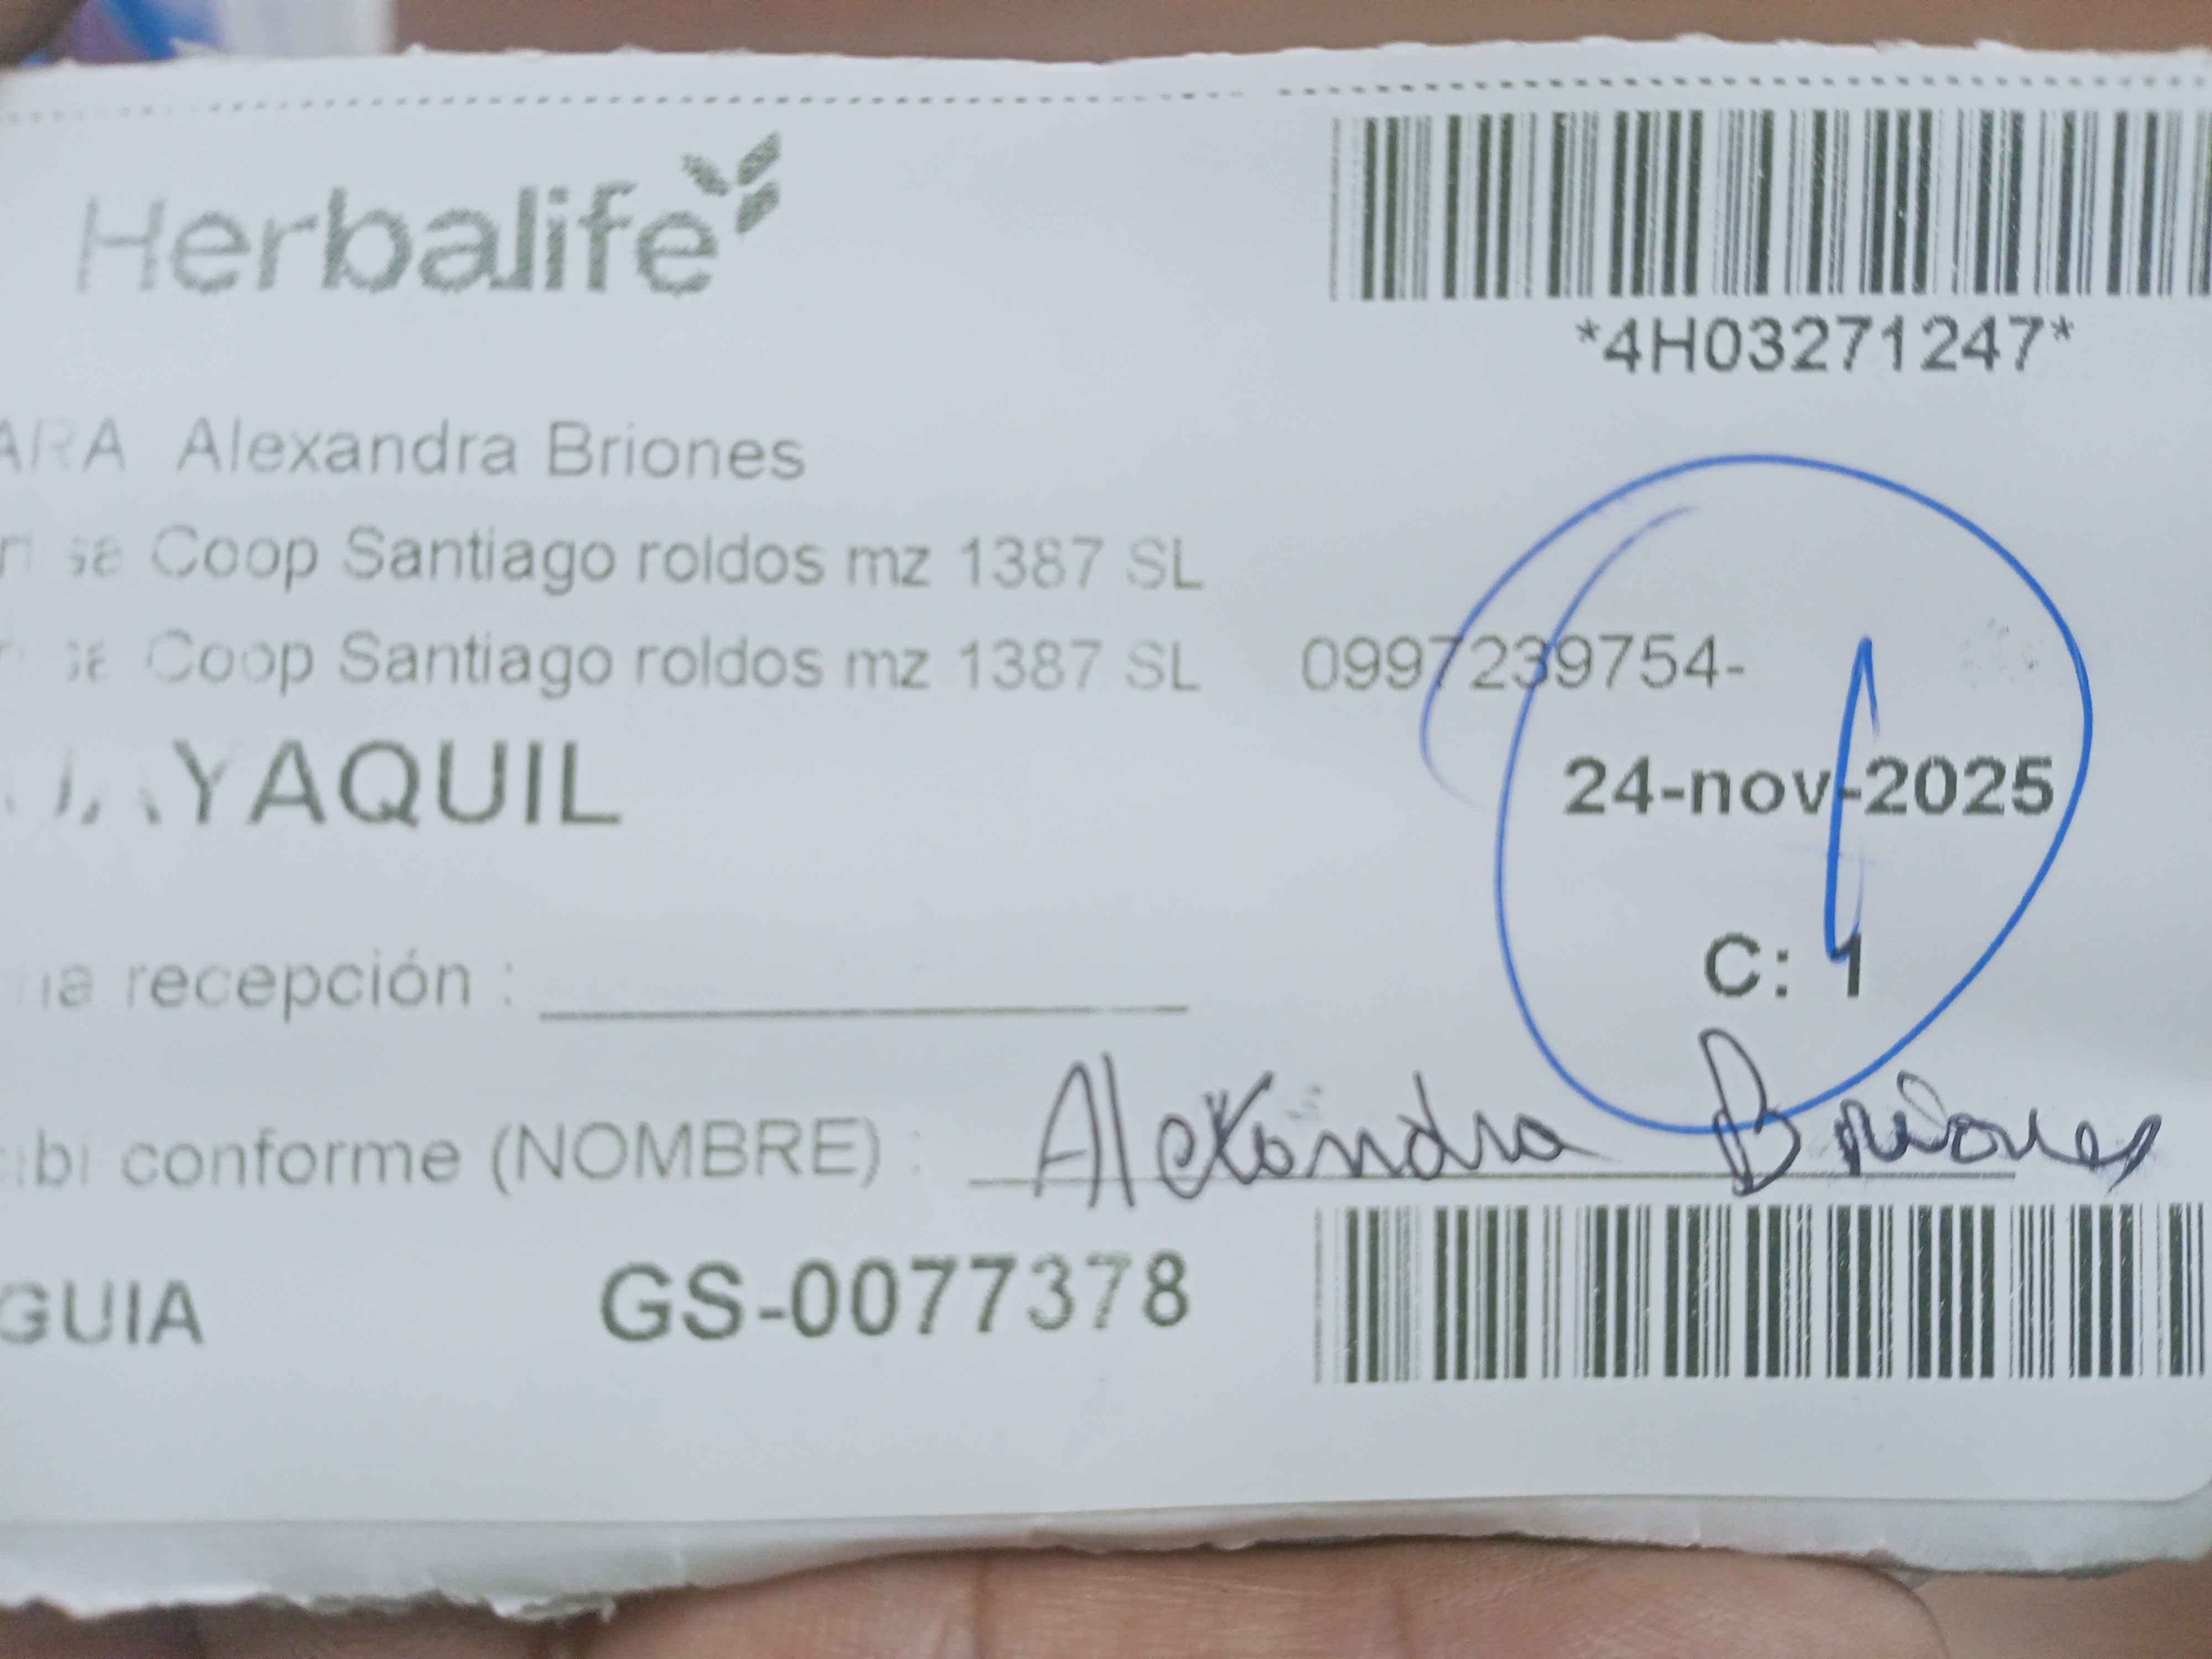 Herbalife
*4H03271247*
ARA Alexandra Briones
Coop Santiago roldos mz 1387 SL
Coop Santiago roldos mz 1387 SL 0997239754-
YAQUIL
24-nov-2025
C: 1
recepción :
conforme (NOMBRE) : Alexandra Briones
GUIA GS-0077378